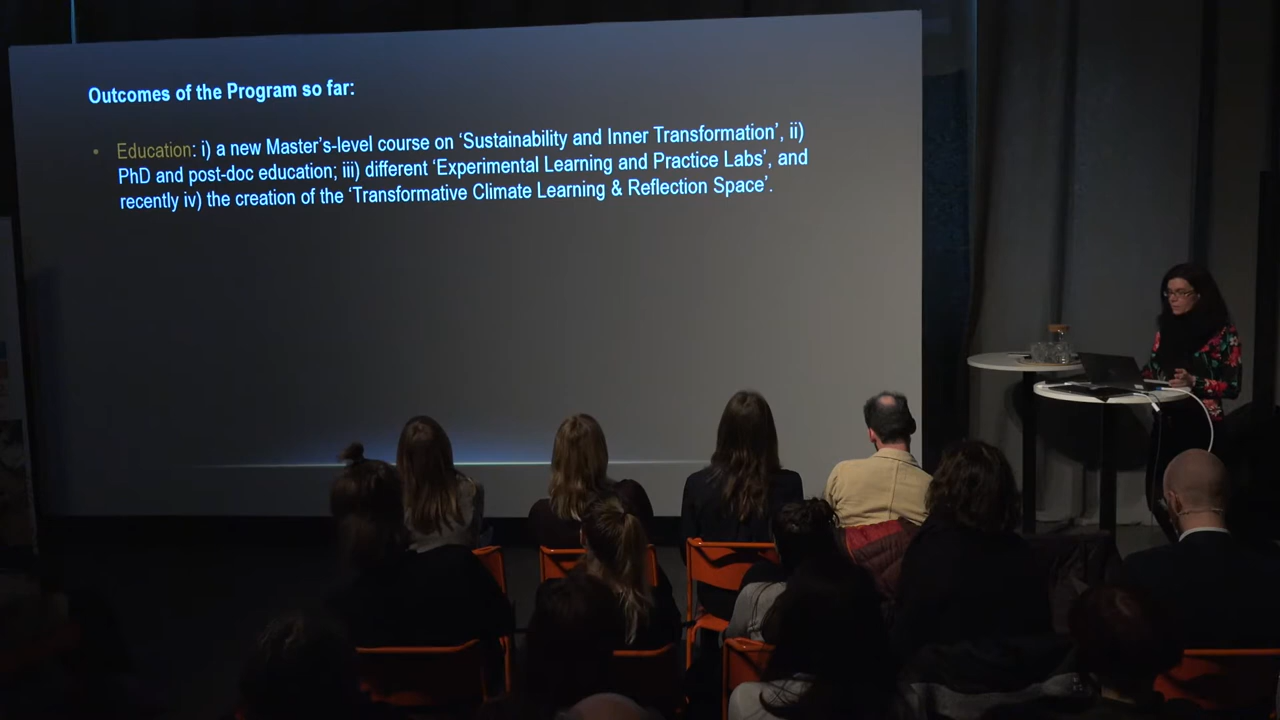 Outcomes of the Program so far:
• Education: i) a new Master's-level course on ‘Sustainability and Inner Transformation’, ii)
PhD and post-doc education; iii) different ‘Experimental Learning and Practice Labs’, and
recently iv) the creation of the ‘Transformative Climate Learning & Reflection Space’.